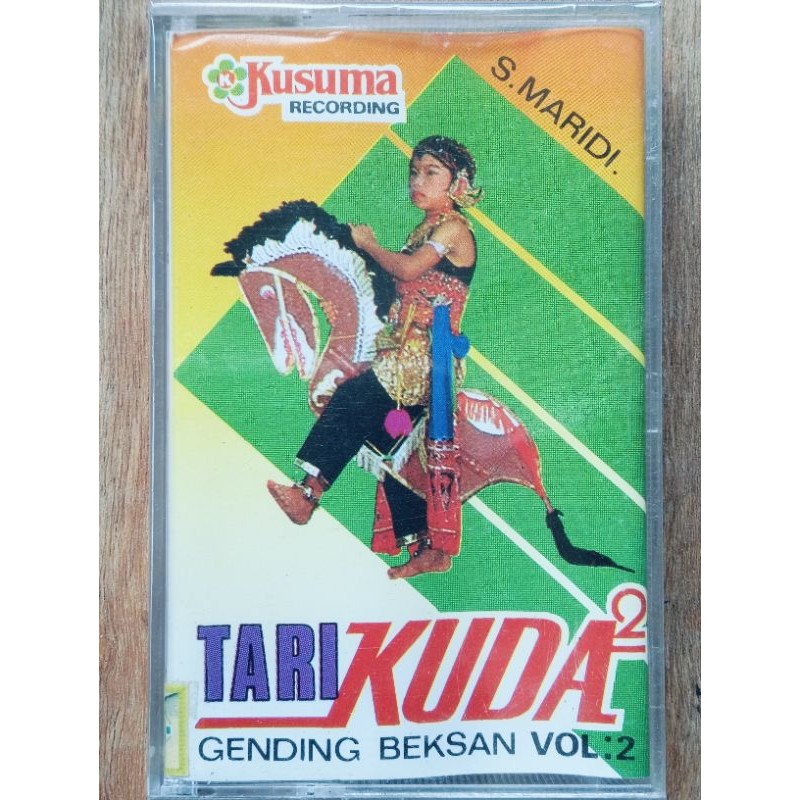 K
Kusuma
RECORDING
S. MARIDI.
TARI KUDA²
GENDING BEKSAN VOL:2